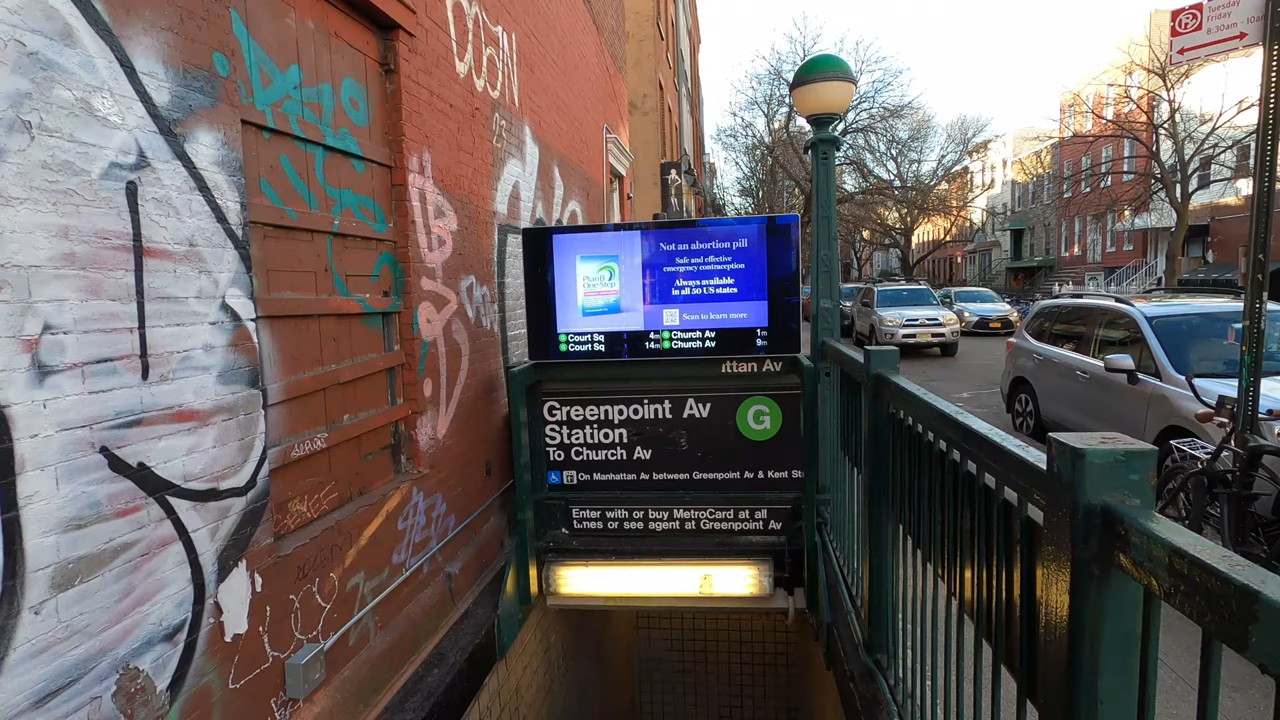 Tuesday
Friday
8:30am - 10am
Not an abortion pill
Safe and effective
emergency contraception
Always available
in all 50 US states
Plan B
One-Step
Scan to learn more
G Court Sq 4m
G Court Sq 14m
G Church Av 1m
G Church Av 9m
ttan Av
Greenpoint Av
Station
To Church Av
G
On Manhattan Av between Greenpoint Av & Kent St
Enter with or buy MetroCard at all
times or see agent at Greenpoint Av